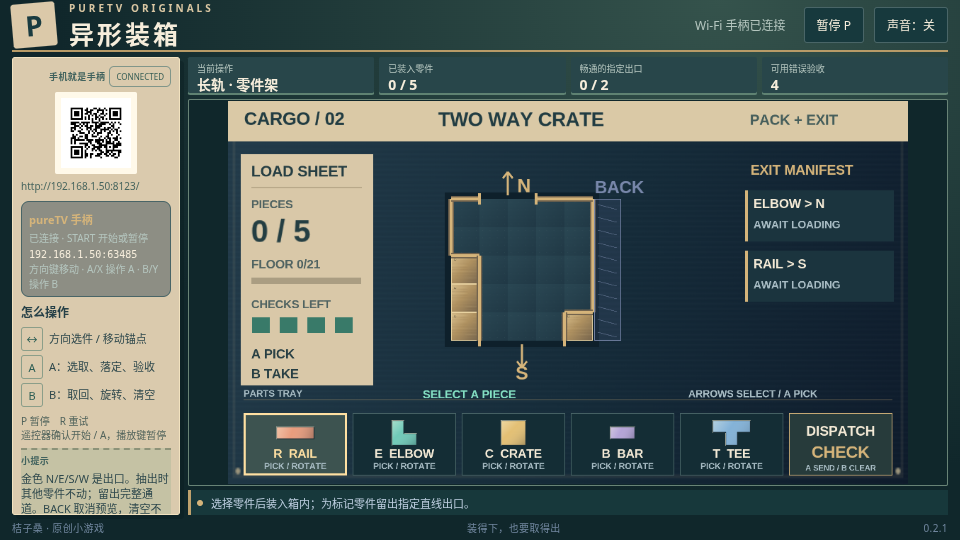 P
PURETV ORIGINALS
异形装箱
Wi-Fi 手柄已连接
暂停 P
声音: 关
手机就是手柄
CONNECTED
http://192.168.1.50:8123/
pureTV 手柄
已连接 · START 开始或暂停
192.168.1.50:63485
方向键移动 · A/X 操作 A · B/Y
操作 B
怎么操作
↔ 方向选件 / 移动锚点
A A: 选取、落定、验收
B B: 取回、旋转、清空
P 暂停 R 重试
遥控器确认开始 / A，播放键暂停
小提示
金色 N/E/S/W 是出口。抽出时
其他零件不动；留出完整通
道。BACK 取消预览，清空不
当前操作
长轨 · 零件架
已装入零件
0 / 5
畅通的指定出口
0 / 2
可用错误验收
4
CARGO / 02
TWO WAY CRATE
PACK + EXIT
LOAD SHEET
PIECES
0 / 5
FLOOR 0/21
CHECKS LEFT
A PICK
B TAKE
N
BACK
S
EXIT MANIFEST
ELBOW > N
AWAIT LOADING
RAIL > S
AWAIT LOADING
PARTS TRAY
SELECT A PIECE
ARROWS SELECT / A PICK
R RAIL
PICK / ROTATE
E ELBOW
PICK / ROTATE
C CRATE
PICK / ROTATE
B BAR
PICK / ROTATE
T TEE
PICK / ROTATE
DISPATCH
CHECK
A SEND / B CLEAR
选择零件后装入箱内；为标记零件留出指定直线出口。
桔子桑 · 原创小游戏
装得下，也要取得出
0.2.1